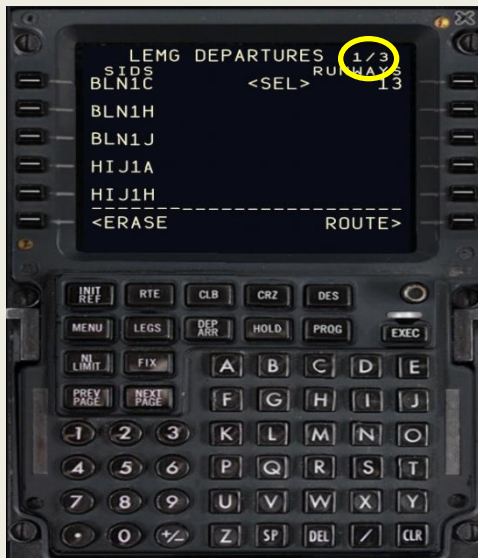 LEMG DEPARTURES 1/3
SIDS RUNWAYS
BLN1C <SEL> 13
BLN1H
BLN1J
HIJ1A
HIJ1H
<ERASE ROUTE>
INIT REF RTE CLB CRZ DES
MENU LEGS DEP ARR HOLD PROG EXEC
N1 LIMIT FIX A B C D E
PREV PAGE NEXT PAGE F G H I J
1 2 3 K L M N O
4 5 6 P Q R S T
7 8 9 U V W X Y
. 0 +/- Z SP DEL / CLR